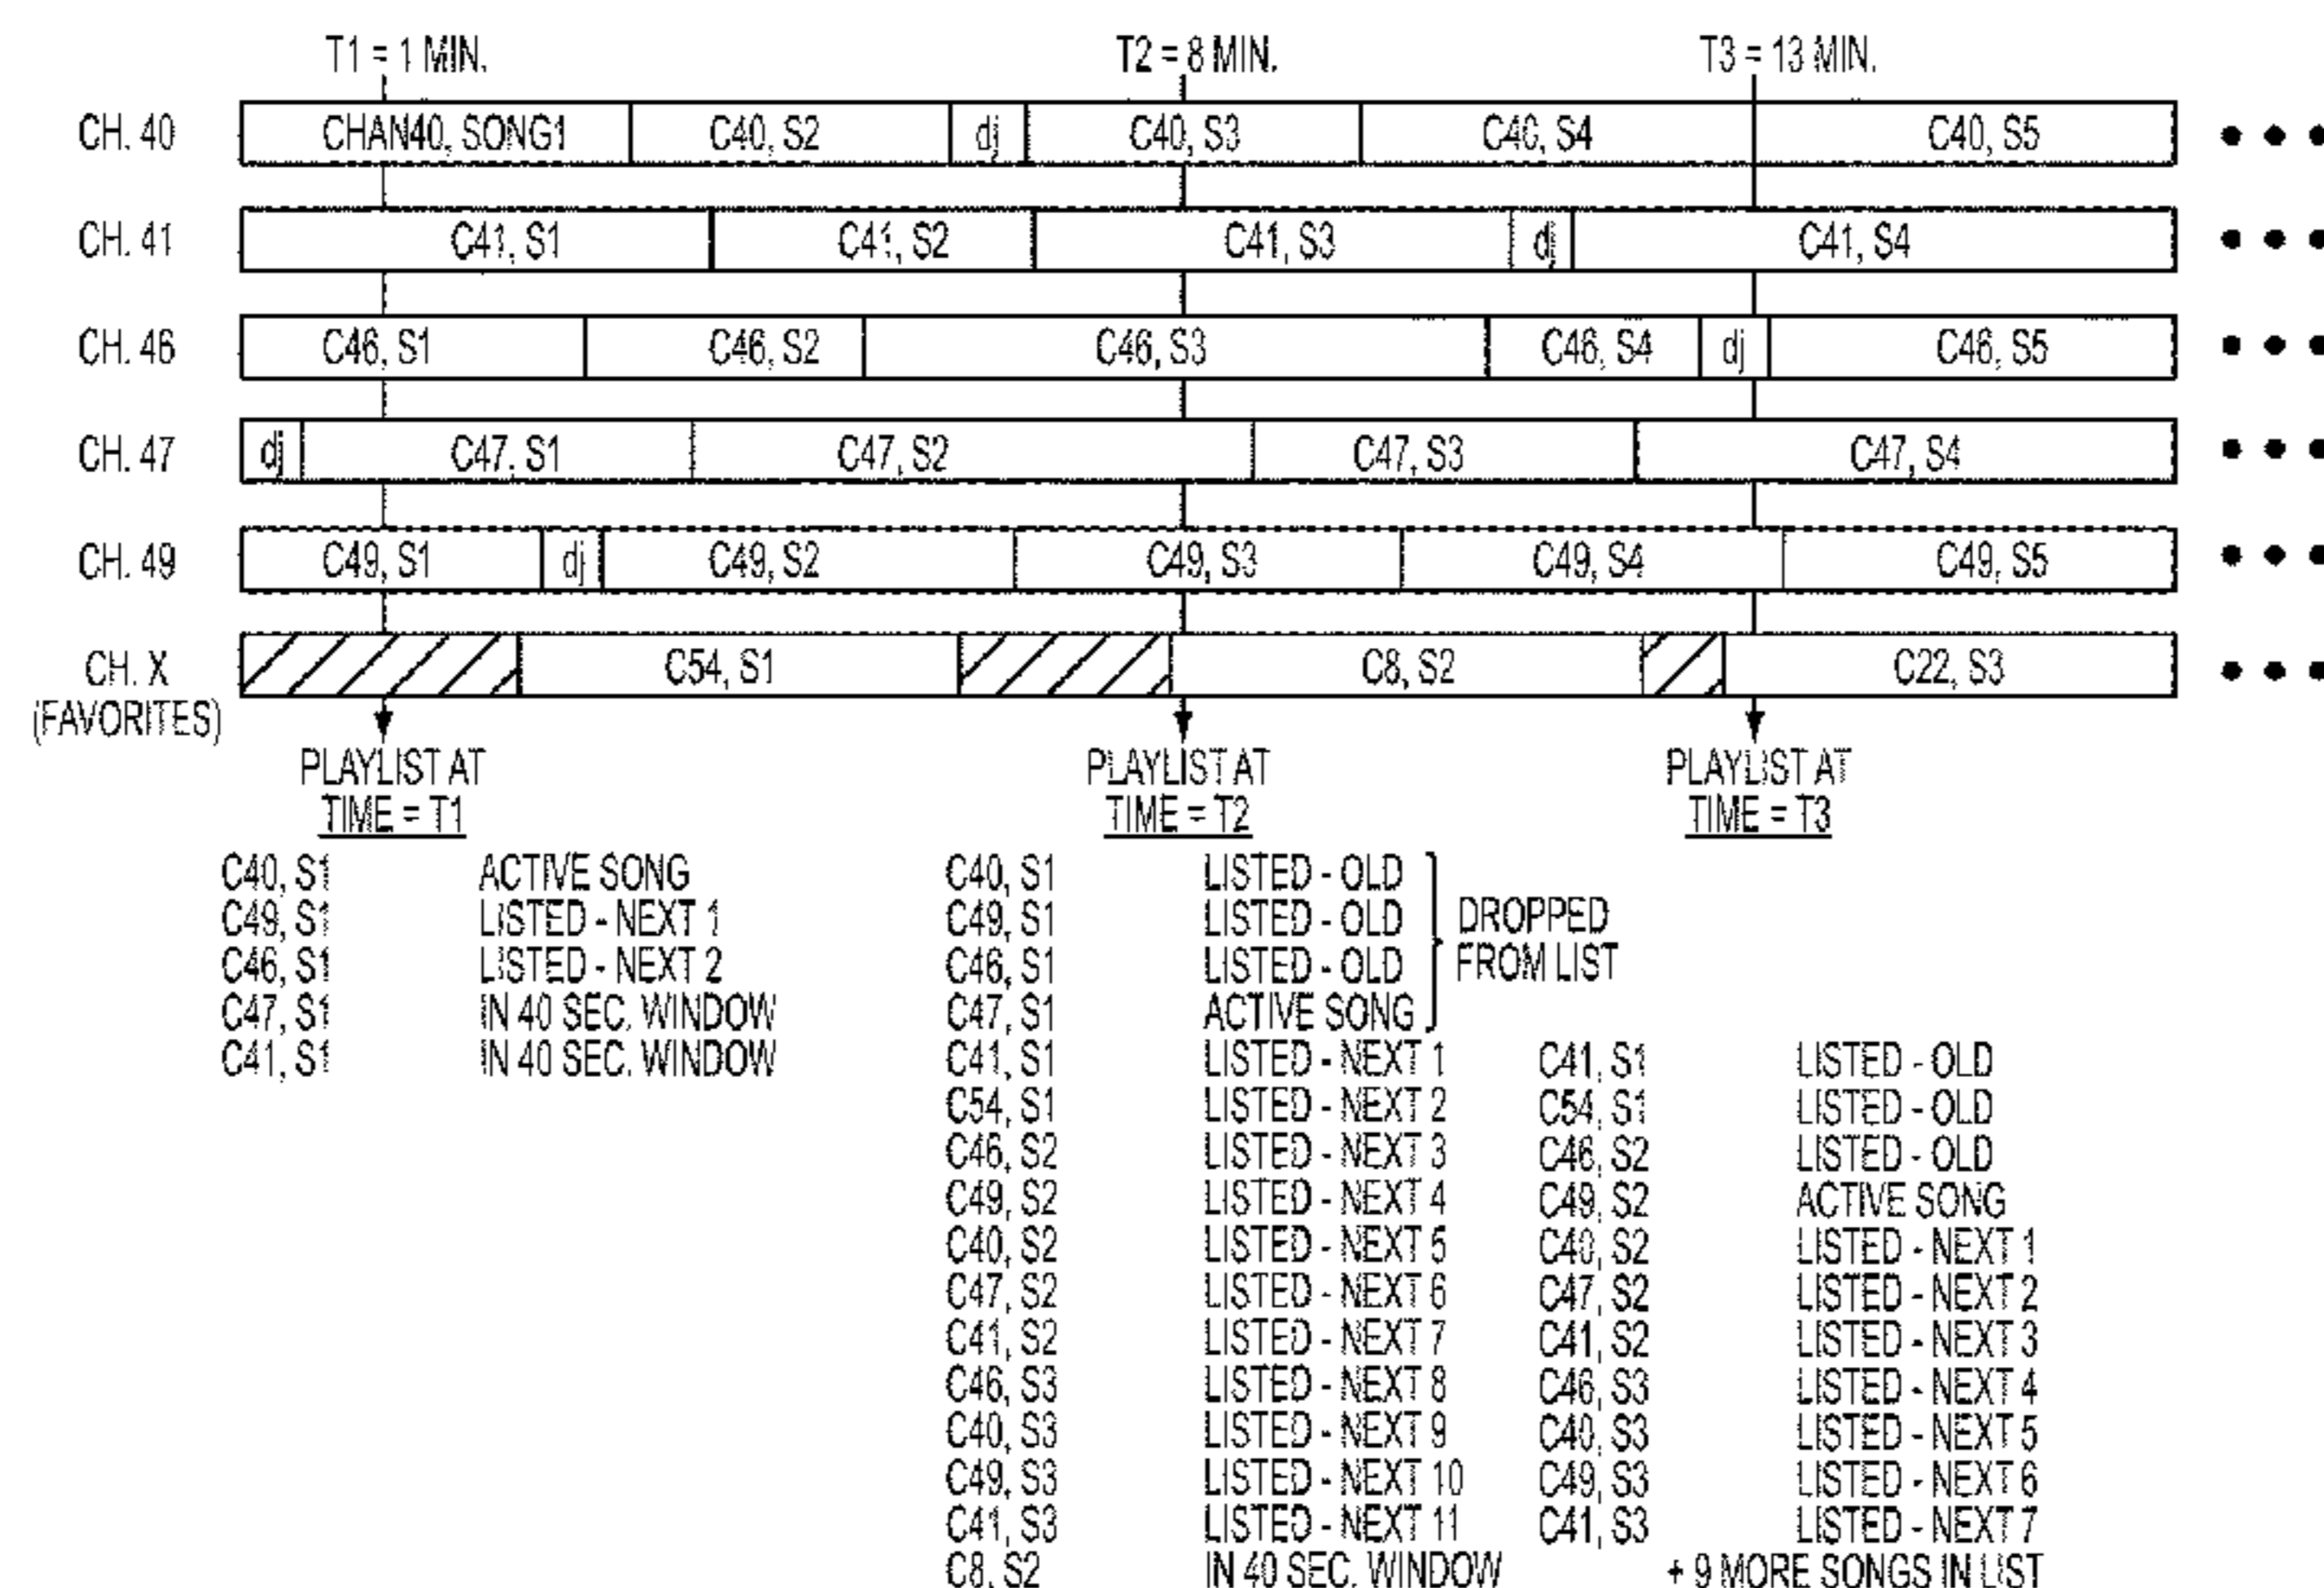 T1 = 1 MIN. T2 = 8 MIN. T3 = 13 MIN.
CH. 40 CHAN40, SONG1 C40, S2 dj C40, S3 C40, S4 C40, S5
CH. 41 C41, S1 C41, S2 C41, S3 dj C41, S4
CH. 46 C46, S1 C46, S2 C46, S3 C46, S4 dj C46, S5
CH. 47 dj C47, S1 C47, S2 C47, S3 C47, S4
CH. 49 C49, S1 dj C49, S2 C49, S3 C49, S4 C49, S5
CH. X C54, S1 C8, S2 C22, S3
(FAVORITES)
PLAYLIST AT PLAYLIST AT PLAYLIST AT
TIME = T1 TIME = T2 TIME = T3
C40, S1 ACTIVE SONG C40, S1 LISTED - OLD
C49, S1 LISTED - NEXT 1 C49, S1 LISTED - OLD DROPPED
C46, S1 LISTED - NEXT 2 C46, S1 LISTED - OLD FROM LIST
C47, S1 IN 40 SEC. WINDOW C47, S1 ACTIVE SONG
C41, S1 IN 40 SEC. WINDOW C41, S1 LISTED - NEXT 1 C41, S1 LISTED - OLD
C54, S1 LISTED - NEXT 2 C54, S1 LISTED - OLD
C46, S2 LISTED - NEXT 3 C46, S2 LISTED - OLD
C49, S2 LISTED - NEXT 4 C49, S2 ACTIVE SONG
C40, S2 LISTED - NEXT 5 C40, S2 LISTED - NEXT 1
C47, S2 LISTED - NEXT 6 C47, S2 LISTED - NEXT 2
C41, S2 LISTED - NEXT 7 C41, S2 LISTED - NEXT 3
C46, S3 LISTED - NEXT 8 C46, S3 LISTED - NEXT 4
C40, S3 LISTED - NEXT 9 C40, S3 LISTED - NEXT 5
C49, S3 LISTED - NEXT 10 C49, S3 LISTED - NEXT 6
C41, S3 LISTED - NEXT 11 C41, S3 LISTED - NEXT 7
C8, S2 IN 40 SEC. WINDOW + 9 MORE SONGS IN LIST